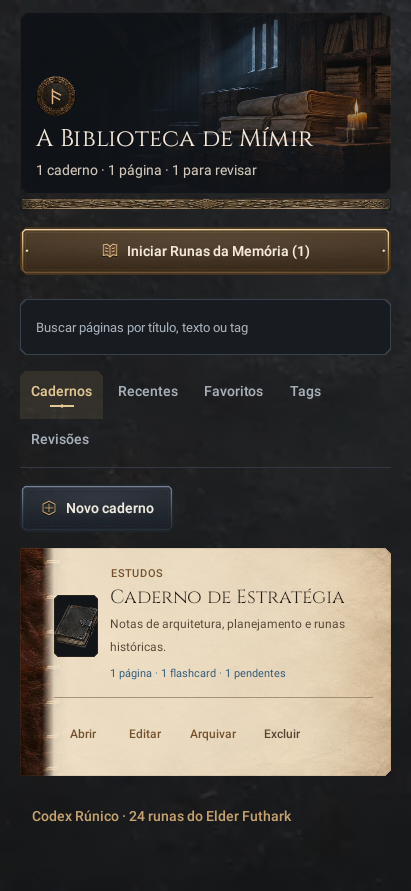 ᚨ
A Biblioteca de Mímir
1 caderno · 1 página · 1 para revisar
Iniciar Runas da Memória (1)
Buscar páginas por título, texto ou tag
Cadernos Recentes Favoritos Tags
Revisões
Novo caderno
ESTUDOS
Caderno de Estratégia
Notas de arquitetura, planejamento e runas
históricas.
1 página · 1 flashcard · 1 pendentes
Abrir Editar Arquivar Excluir
Codex Rúnico · 24 runas do Elder Futhark